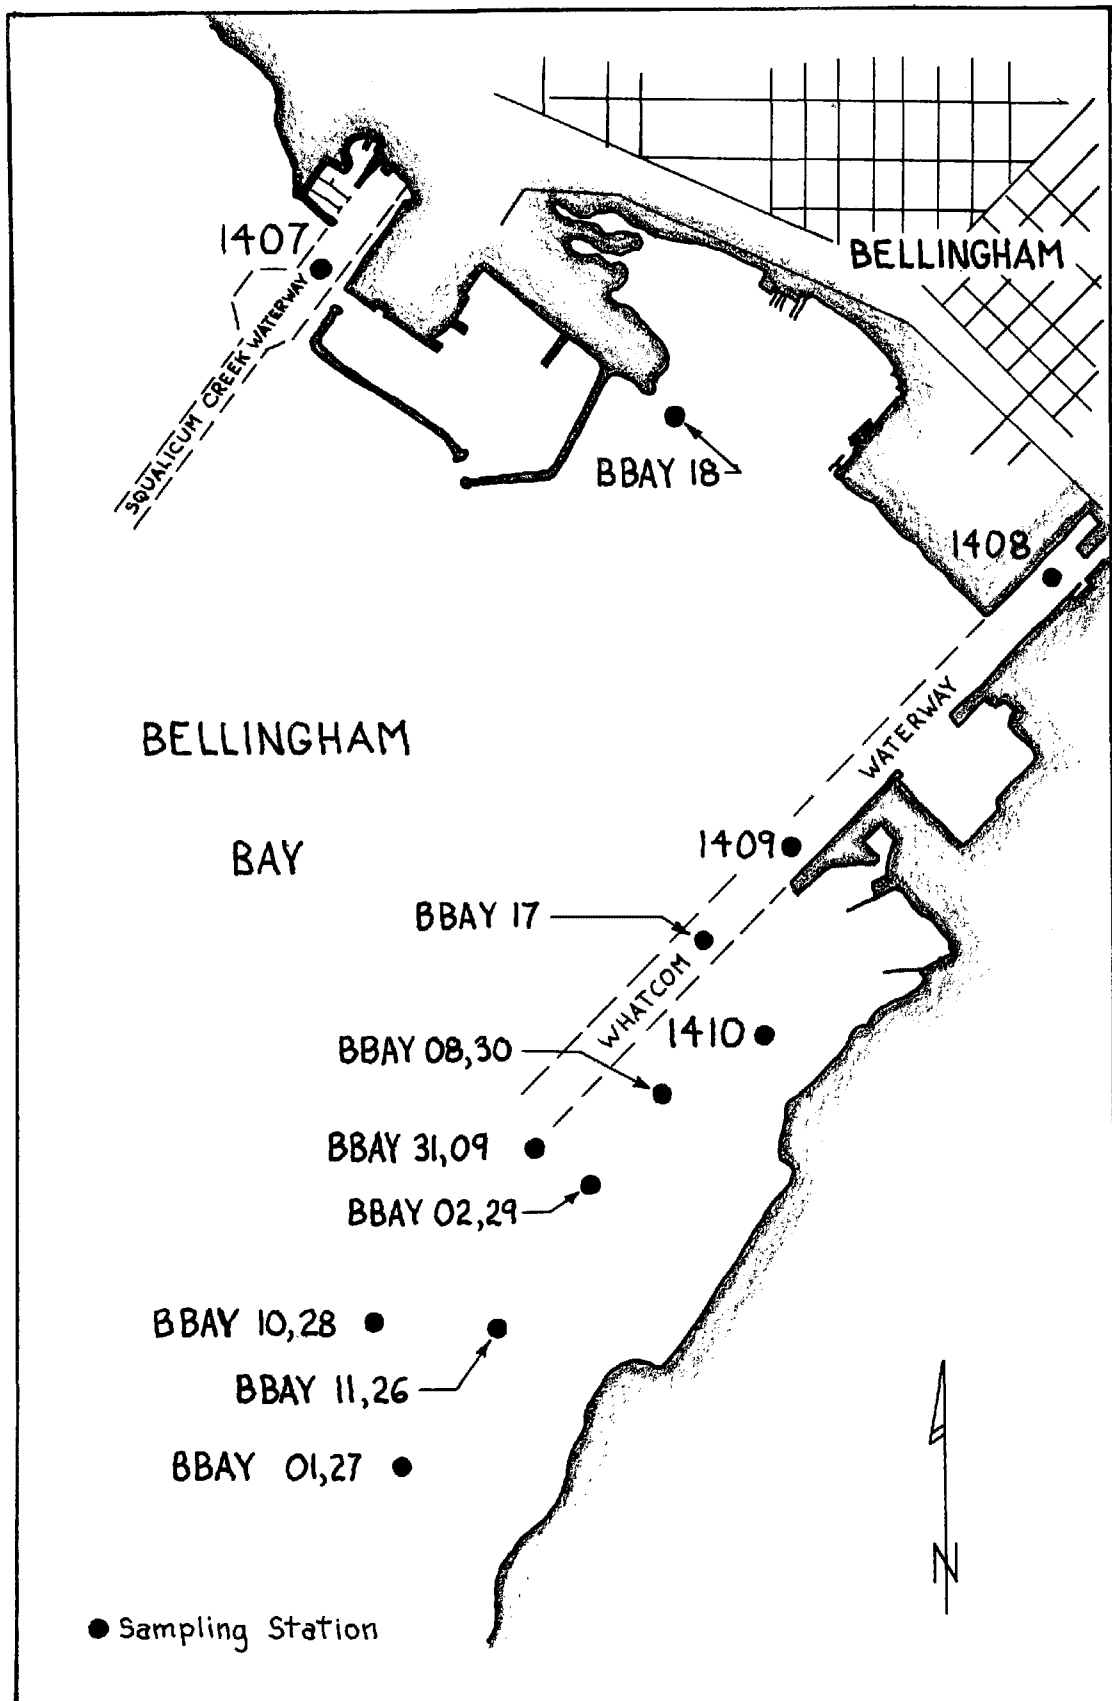 BELLINGHAM
1407
SQUALICUM CREEK WATERWAY
BBAY 18
1408
WATERWAY
BELLINGHAM
BAY
1409
BBAY 17
WHATCOM
1410
BBAY 08,30
BBAY 31,09
BBAY 02,29
BBAY 10,28
BBAY 11,26
BBAY 01,27
N
Sampling Station